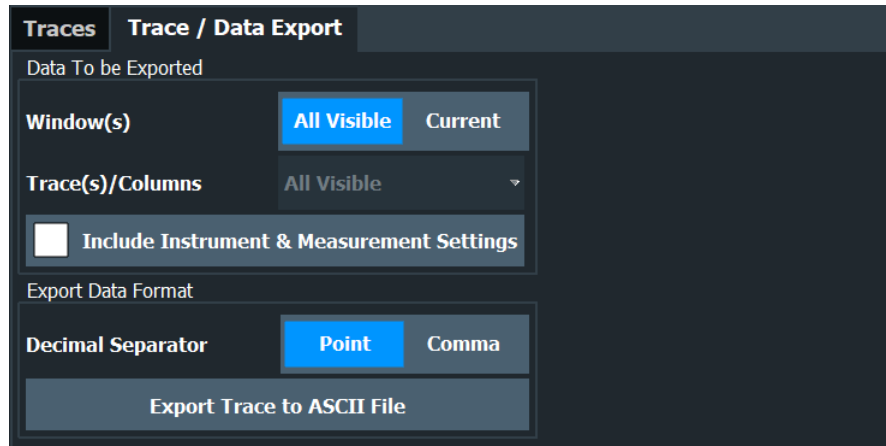 Traces Trace / Data Export
Data To be Exported
Window(s) All Visible Current
Trace(s)/Columns All Visible
Include Instrument & Measurement Settings
Export Data Format
Decimal Separator Point Comma
Export Trace to ASCII File